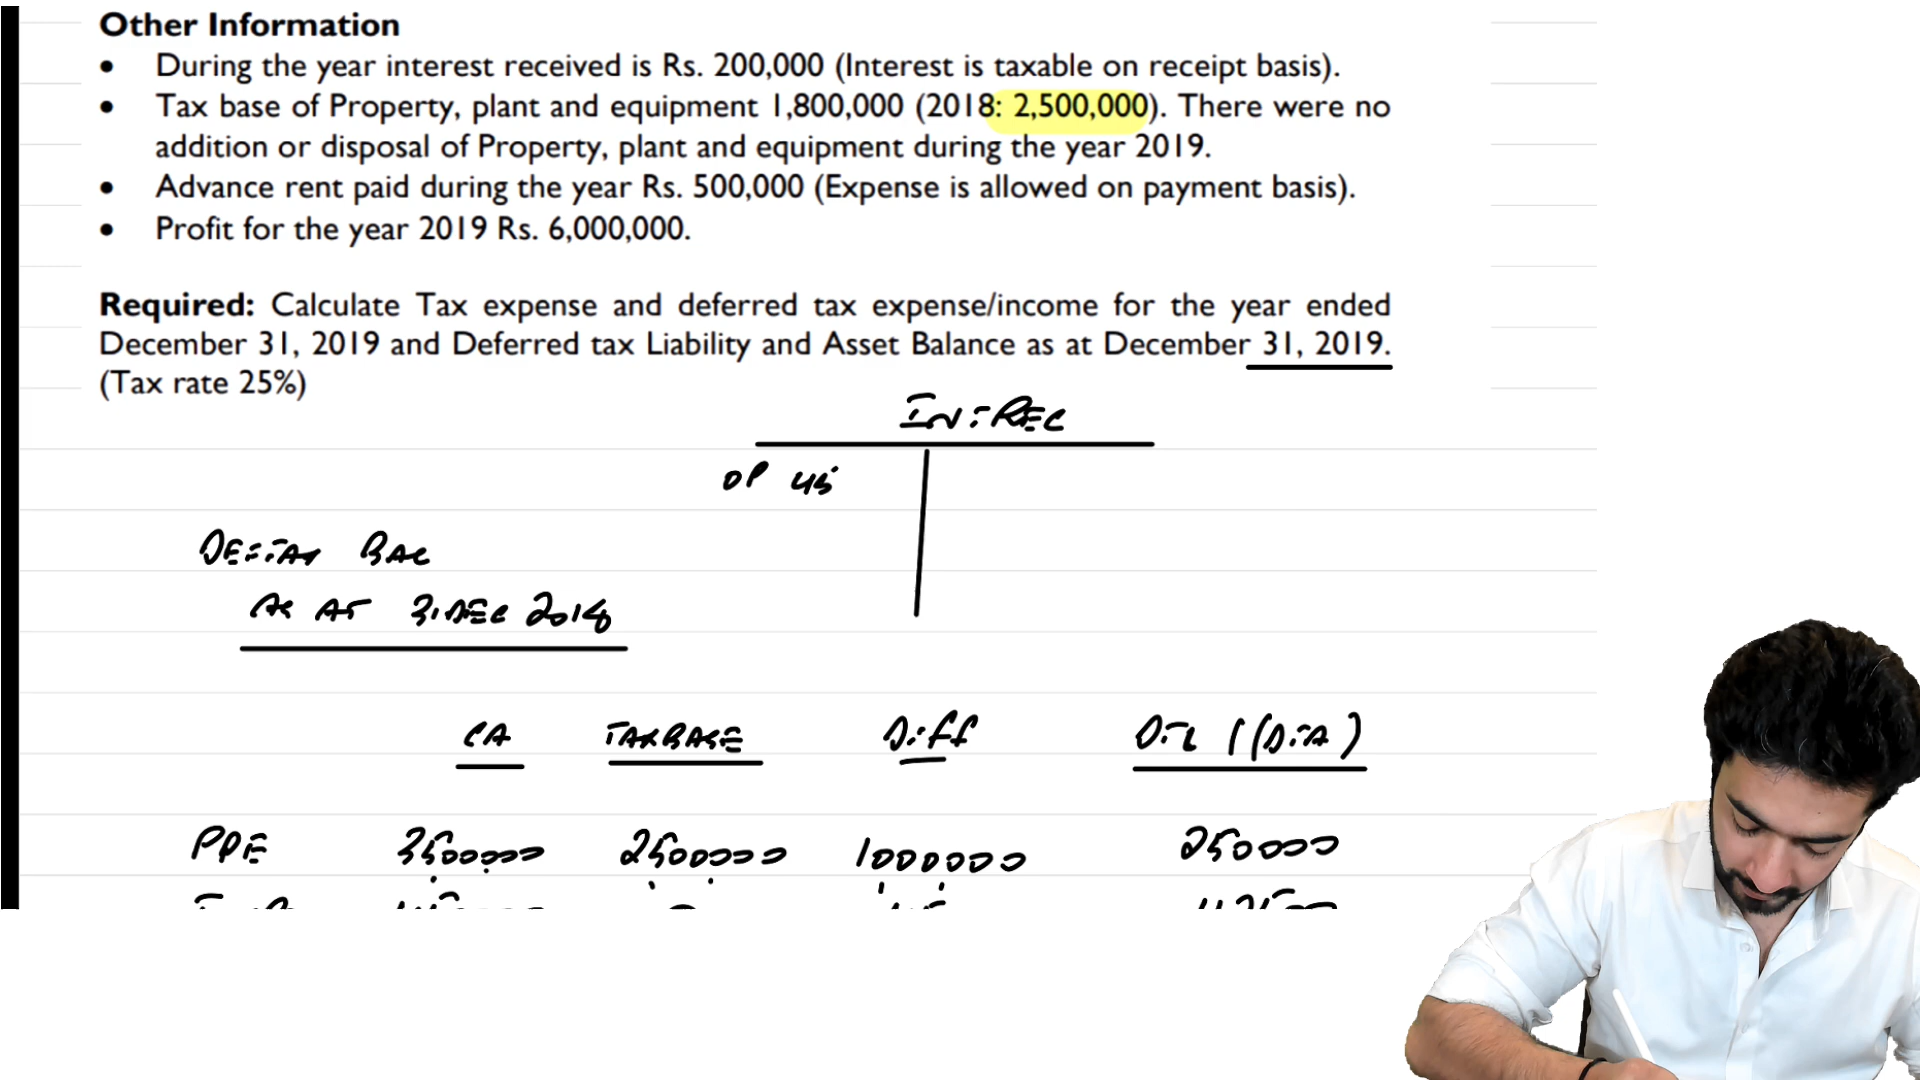 Other Information
• During the year interest received is Rs. 200,000 (Interest is taxable on receipt basis).
• Tax base of Property, plant and equipment 1,800,000 (2018: 2,500,000). There were no
addition or disposal of Property, plant and equipment during the year 2019.
• Advance rent paid during the year Rs. 500,000 (Expense is allowed on payment basis).
• Profit for the year 2019 Rs. 6,000,000.
Required: Calculate Tax expense and deferred tax expense/income for the year ended
December 31, 2019 and Deferred tax Liability and Asset Balance as at December 31, 2019.
(Tax rate 25%)
INT REC
OP 45
DEF TAX BAL
AS AT 31 DEC 2018
CA TAXBASE Diff DTL /(DTA)
PPE 3500000 2500000 1000000 250000